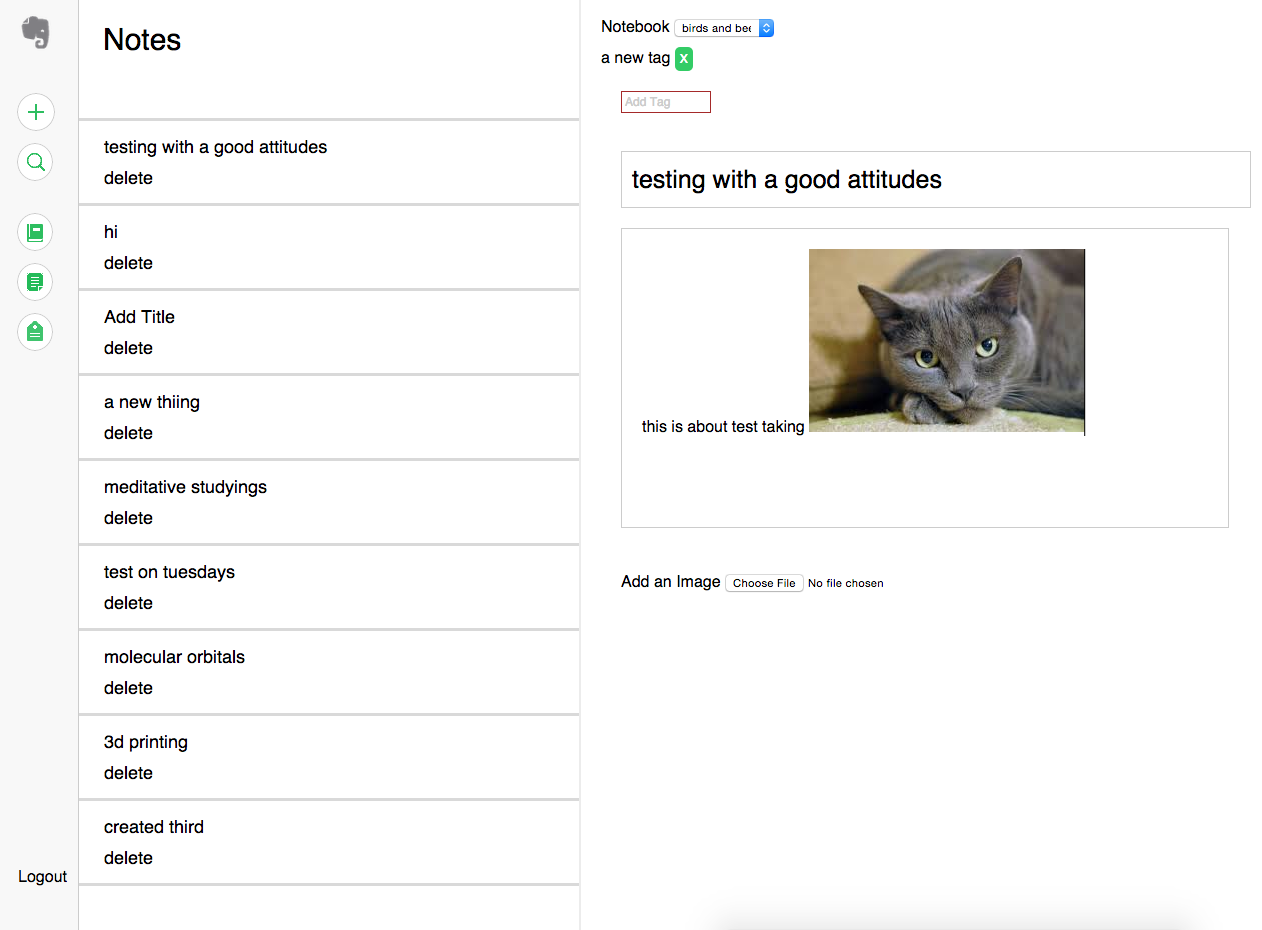 Notes
testing with a good attitudes
delete
hi
delete
Add Title
delete
a new thiing
delete
meditative studyings
delete
test on tuesdays
delete
molecular orbitals
delete
3d printing
delete
created third
delete
Logout
Notebook birds and bee
a new tag X
Add Tag
testing with a good attitudes
this is about test taking
Add an Image Choose File No file chosen